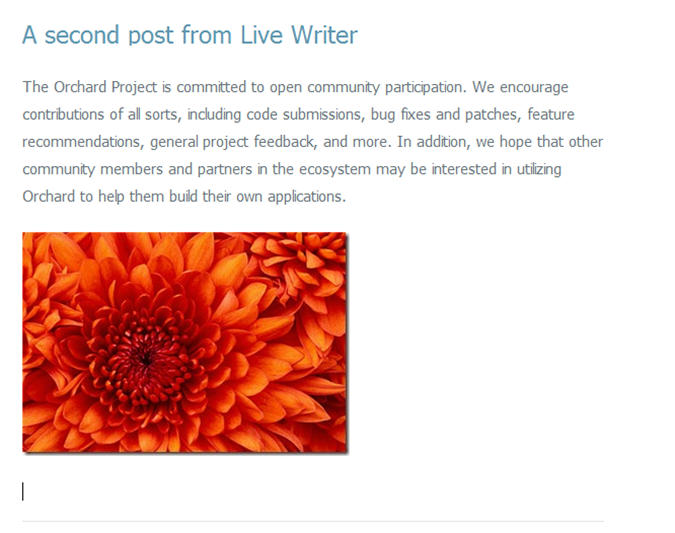 A second post from Live Writer
The Orchard Project is committed to open community participation. We encourage
contributions of all sorts, including code submissions, bug fixes and patches, feature
recommendations, general project feedback, and more. In addition, we hope that other
community members and partners in the ecosystem may be interested in utilizing
Orchard to help them build their own applications.